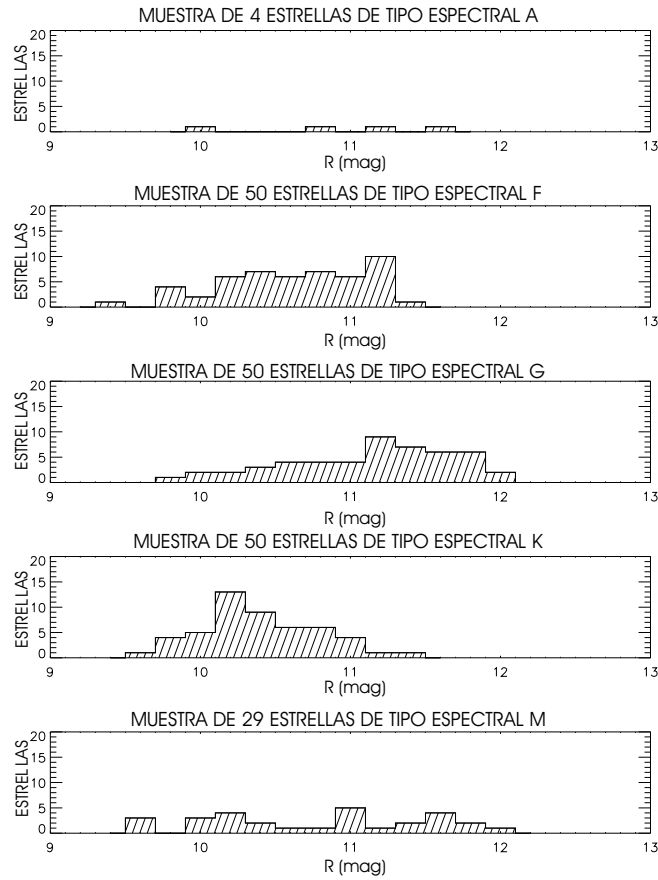 MUESTRA DE 4 ESTRELLAS DE TIPO ESPECTRAL A
20
15
10
5
0
ESTRELLAS
9 10 11 12 13
R (mag)
MUESTRA DE 50 ESTRELLAS DE TIPO ESPECTRAL F
20
15
10
5
0
ESTRELLAS
9 10 11 12 13
R (mag)
MUESTRA DE 50 ESTRELLAS DE TIPO ESPECTRAL G
20
15
10
5
0
ESTRELLAS
9 10 11 12 13
R (mag)
MUESTRA DE 50 ESTRELLAS DE TIPO ESPECTRAL K
20
15
10
5
0
ESTRELLAS
9 10 11 12 13
R (mag)
MUESTRA DE 29 ESTRELLAS DE TIPO ESPECTRAL M
20
15
10
5
0
ESTRELLAS
9 10 11 12 13
R (mag)